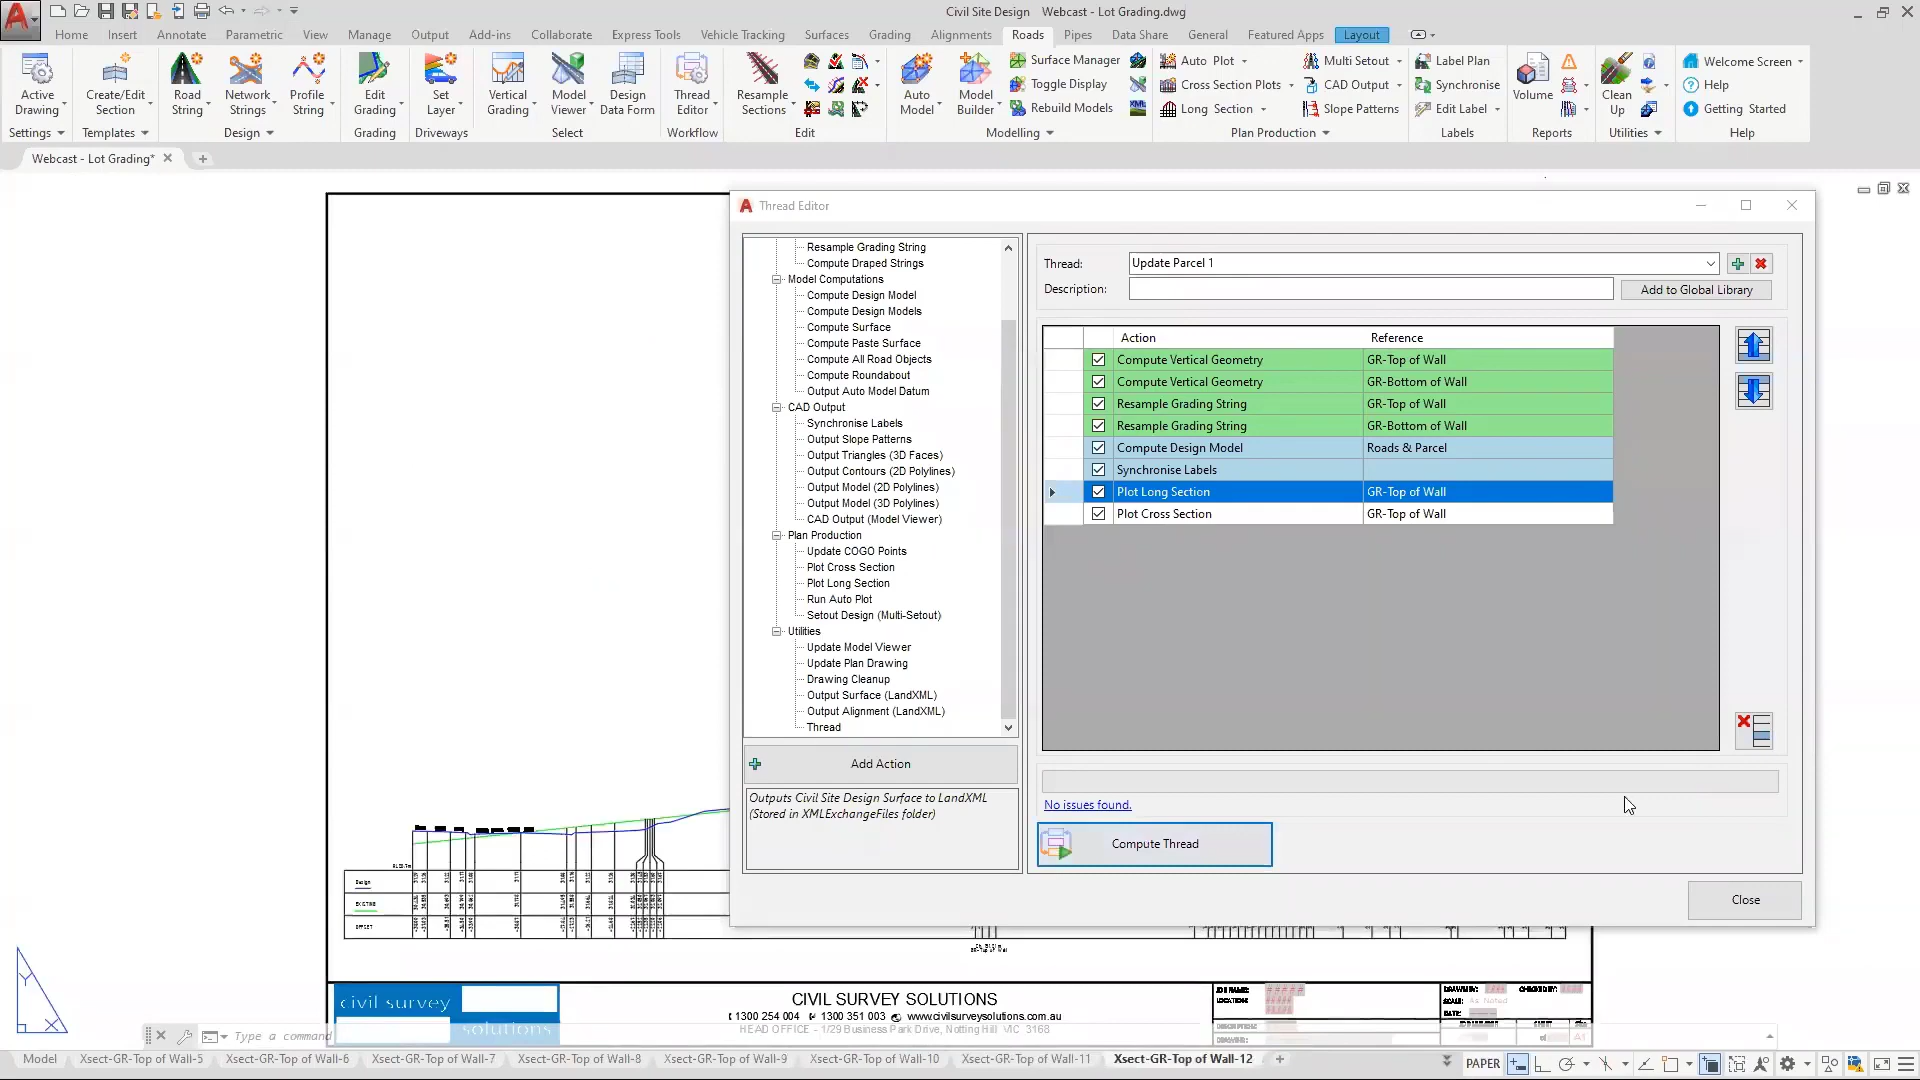 Civil Site Design Webcast - Lot Grading.dwg
Home Insert Annotate Parametric View Manage Output Add-ins Collaborate Express Tools Vehicle Tracking Surfaces Grading Alignments Roads Pipes Data Share General Featured Apps Layout
Active Drawing
Create/Edit Section
Road String
Network Strings
Profile String
Edit Grading
Set Layer
Vertical Grading
Model Viewer
Design Data Form
Thread Editor
Resample Sections
Auto Model
Model Builder
Surface Manager
Toggle Display
Rebuild Models
Auto Plot
Cross Section Plots
Long Section
Multi Setout
CAD Output
Slope Patterns
Label Plan
Synchronise
Edit Label
Volume
Clean Up
Welcome Screen
Help
Getting Started
Settings Templates Design Grading Driveways Select Workflow Edit Modelling Plan Production Labels Reports Utilities Help
Webcast - Lot Grading*
Thread Editor
Resample Grading String
Compute Draped Strings
Model Computations
Compute Design Model
Compute Design Models
Compute Surface
Compute Paste Surface
Compute All Road Objects
Compute Roundabout
Output Auto Model Datum
CAD Output
Synchronise Labels
Output Slope Patterns
Output Triangles (3D Faces)
Output Contours (2D Polylines)
Output Model (2D Polylines)
Output Model (3D Polylines)
CAD Output (Model Viewer)
Plan Production
Update COGO Points
Plot Cross Section
Plot Long Section
Run Auto Plot
Setout Design (Multi-Setout)
Utilities
Update Model Viewer
Update Plan Drawing
Drawing Cleanup
Output Surface (LandXML)
Output Alignment (LandXML)
Thread
Add Action
Outputs Civil Site Design Surface to LandXML
(Stored in XMLExchangeFiles folder)
Thread: Update Parcel 1
Description:
Add to Global Library
Action Reference
Compute Vertical Geometry GR-Top of Wall
Compute Vertical Geometry GR-Bottom of Wall
Resample Grading String GR-Top of Wall
Resample Grading String GR-Bottom of Wall
Compute Design Model Roads & Parcel
Synchronise Labels
Plot Long Section GR-Top of Wall
Plot Cross Section GR-Top of Wall
No issues found.
Compute Thread
Close
Design
EXISTING
OFFSET
GR-Top of Wall
civil survey
solutions
CIVIL SURVEY SOLUTIONS
1300 254 004 1300 351 003 www.civilsurveysolutions.com.au
HEAD OFFICE - 1/29 Business Park Drive, Notting Hill VIC 3168
JOB NAME:
LOCATION:
DRAWN BY:
CHECKED BY:
SCALE: As Noted
DATE:
A1
Y
X
Type a command
Model Xsect-GR-Top of Wall-5 Xsect-GR-Top of Wall-6 Xsect-GR-Top of Wall-7 Xsect-GR-Top of Wall-8 Xsect-GR-Top of Wall-9 Xsect-GR-Top of Wall-10 Xsect-GR-Top of Wall-11 Xsect-GR-Top of Wall-12
PAPER